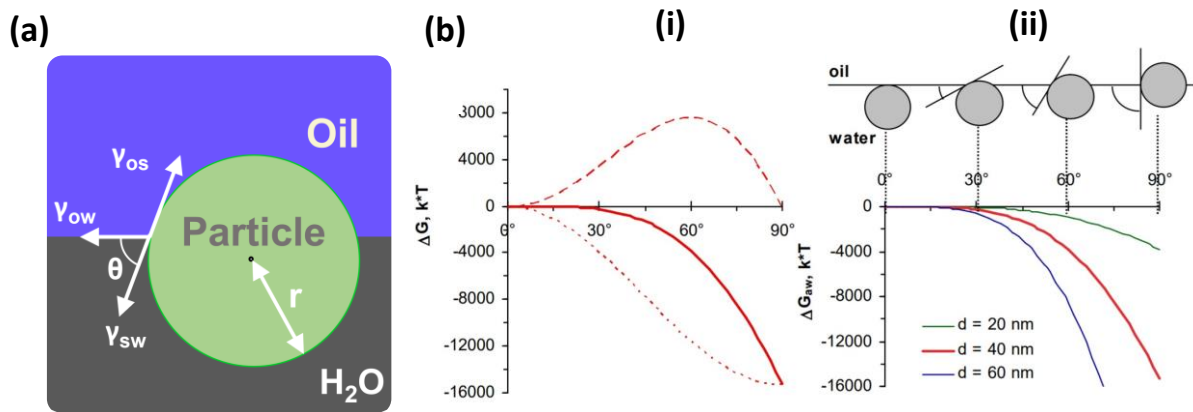 (a)
Oil
γos
γow
Particle
θ
r
γsw
H2O
(b)
(i)
ΔG, k*T
3000
4000
0
-4000
-8000
-12000
-16000
0°
30°
60°
90°
(ii)
oil
water
0°
30°
60°
90°
ΔGaw, k*T
0
-4000
-8000
-12000
-16000
d = 20 nm
d = 40 nm
d = 60 nm